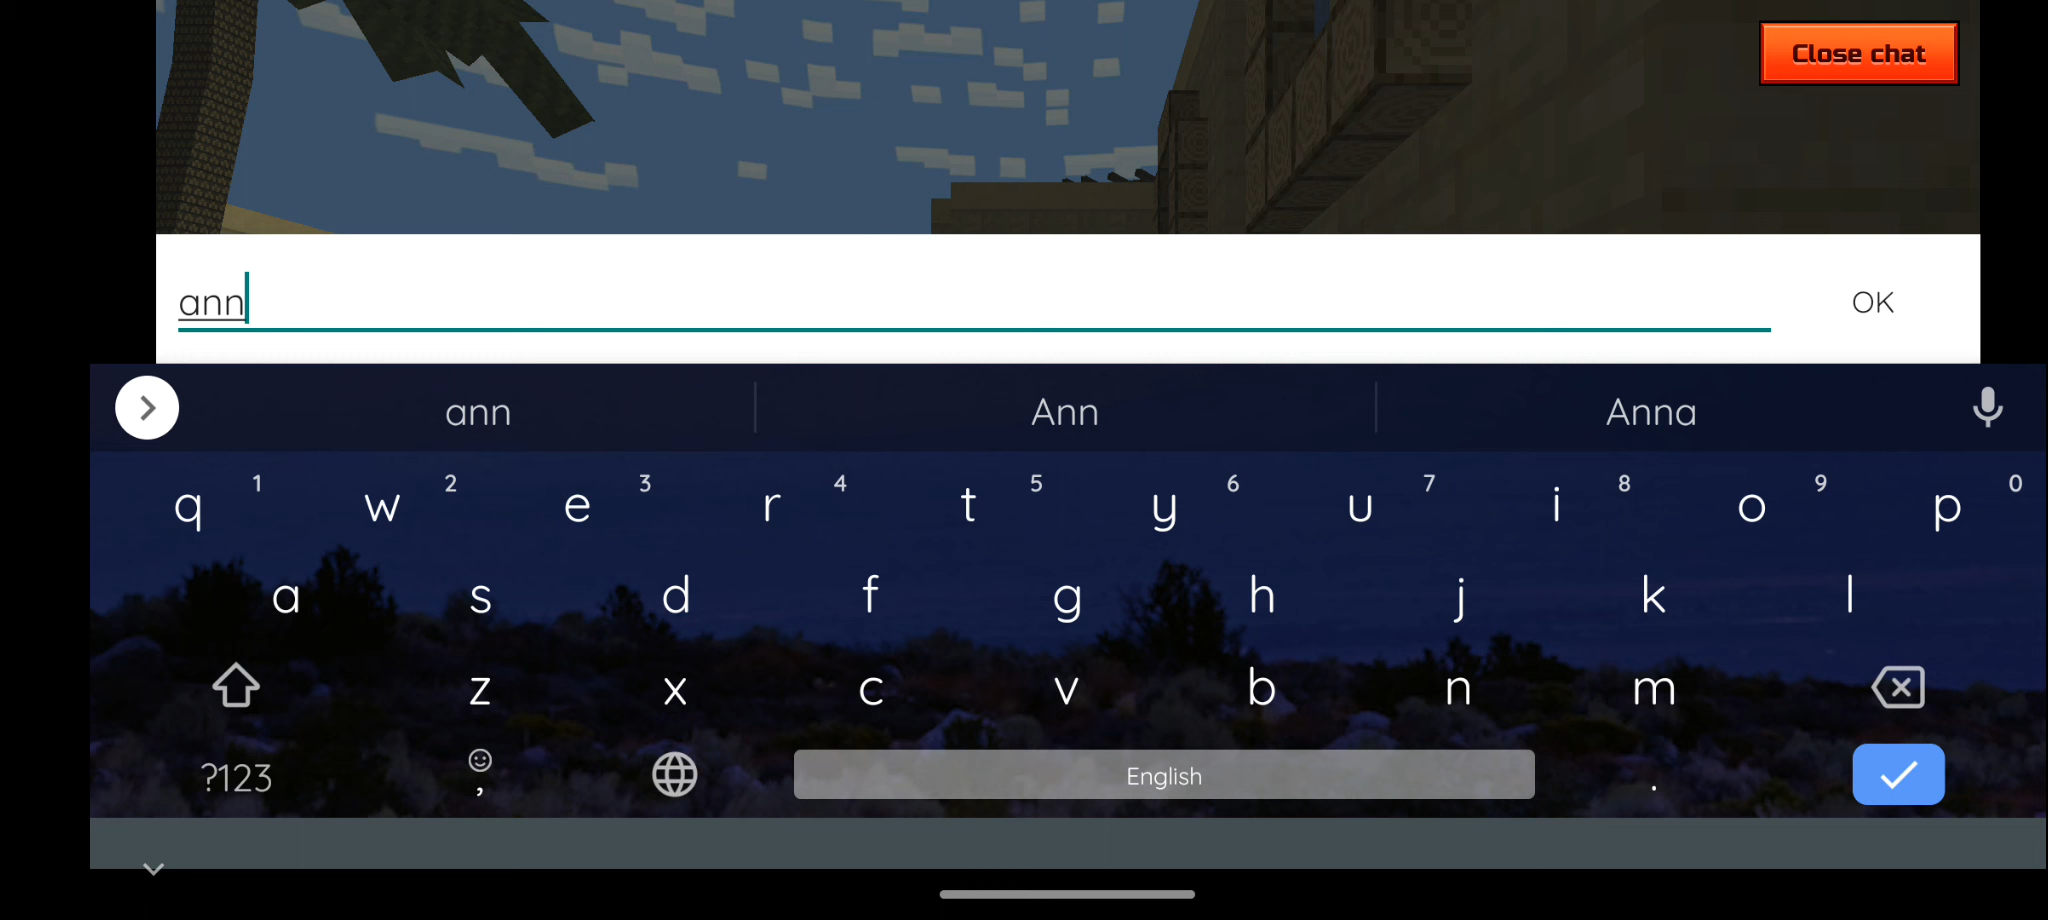 Close chat
ann
OK
ann Ann Anna
q 1 w 2 e 3 r 4 t 5 y 6 u 7 i 8 o 9 p 0
a s d f g h j k l
z x c v b n m
?123 , English .